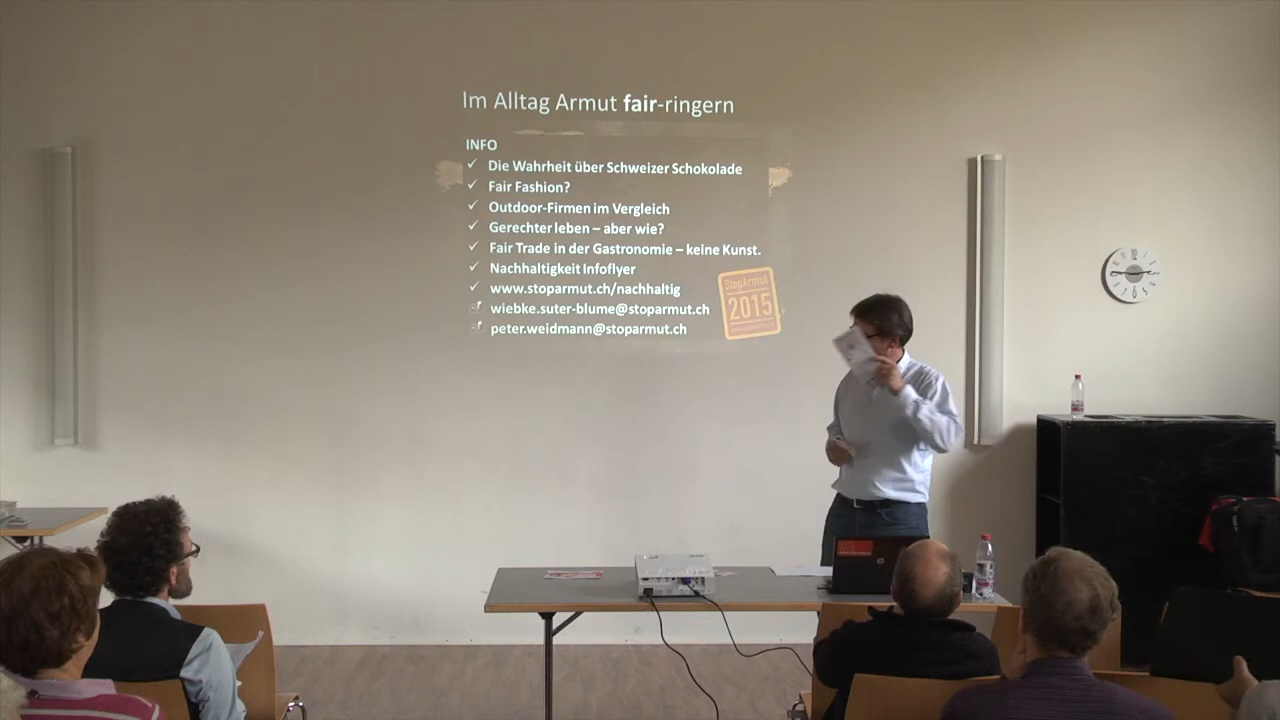 Im Alltag Armut fair-ringern
INFO
Die Wahrheit über Schweizer Schokolade
Fair Fashion?
Outdoor-Firmen im Vergleich
Gerechter leben – aber wie?
Fair Trade in der Gastronomie – keine Kunst.
Nachhaltigkeit Infoflyer
www.stoparmut.ch/nachhaltig
wiebke.suter-blume@stoparmut.ch
peter.weidmann@stoparmut.ch
StopArmut
2015
12